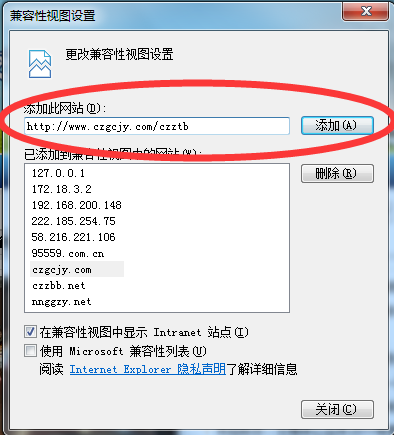 兼容性视图设置
更改兼容性视图设置
添加此网站(D):
http://www.czgcjy.com/czztb
添加(A)
已添加到兼容性视图中的网站(W):
127.0.0.1
删除(R)
172.18.3.2
192.168.200.148
222.185.254.75
58.216.221.106
95559.com.cn
czgcjy.com
czzbb.net
nnggzy.net
在兼容性视图中显示 Intranet 站点(I)
使用 Microsoft 兼容性列表(U)
阅读 Internet Explorer 隐私声明了解详细信息
关闭(C)